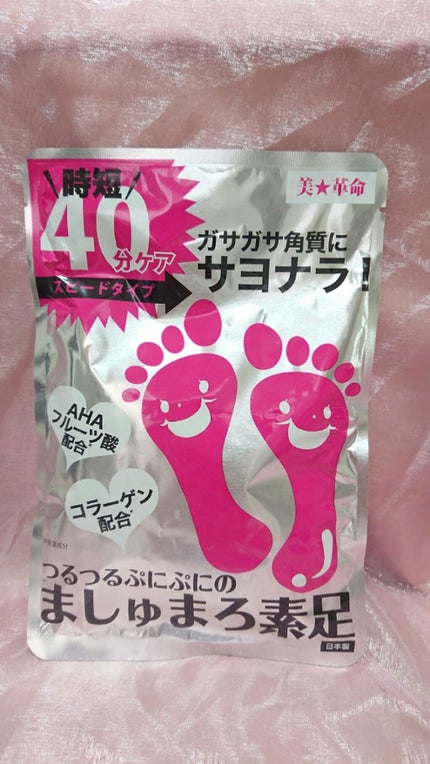 時短
40
分ケア
スピードタイプ
美★革命
ガサガサ角質に
サヨナラ!
AHA
フルーツ酸
配合*
コラーゲン
配合*
つるつるぷにぷにの
ましゅまろ素足
日本製